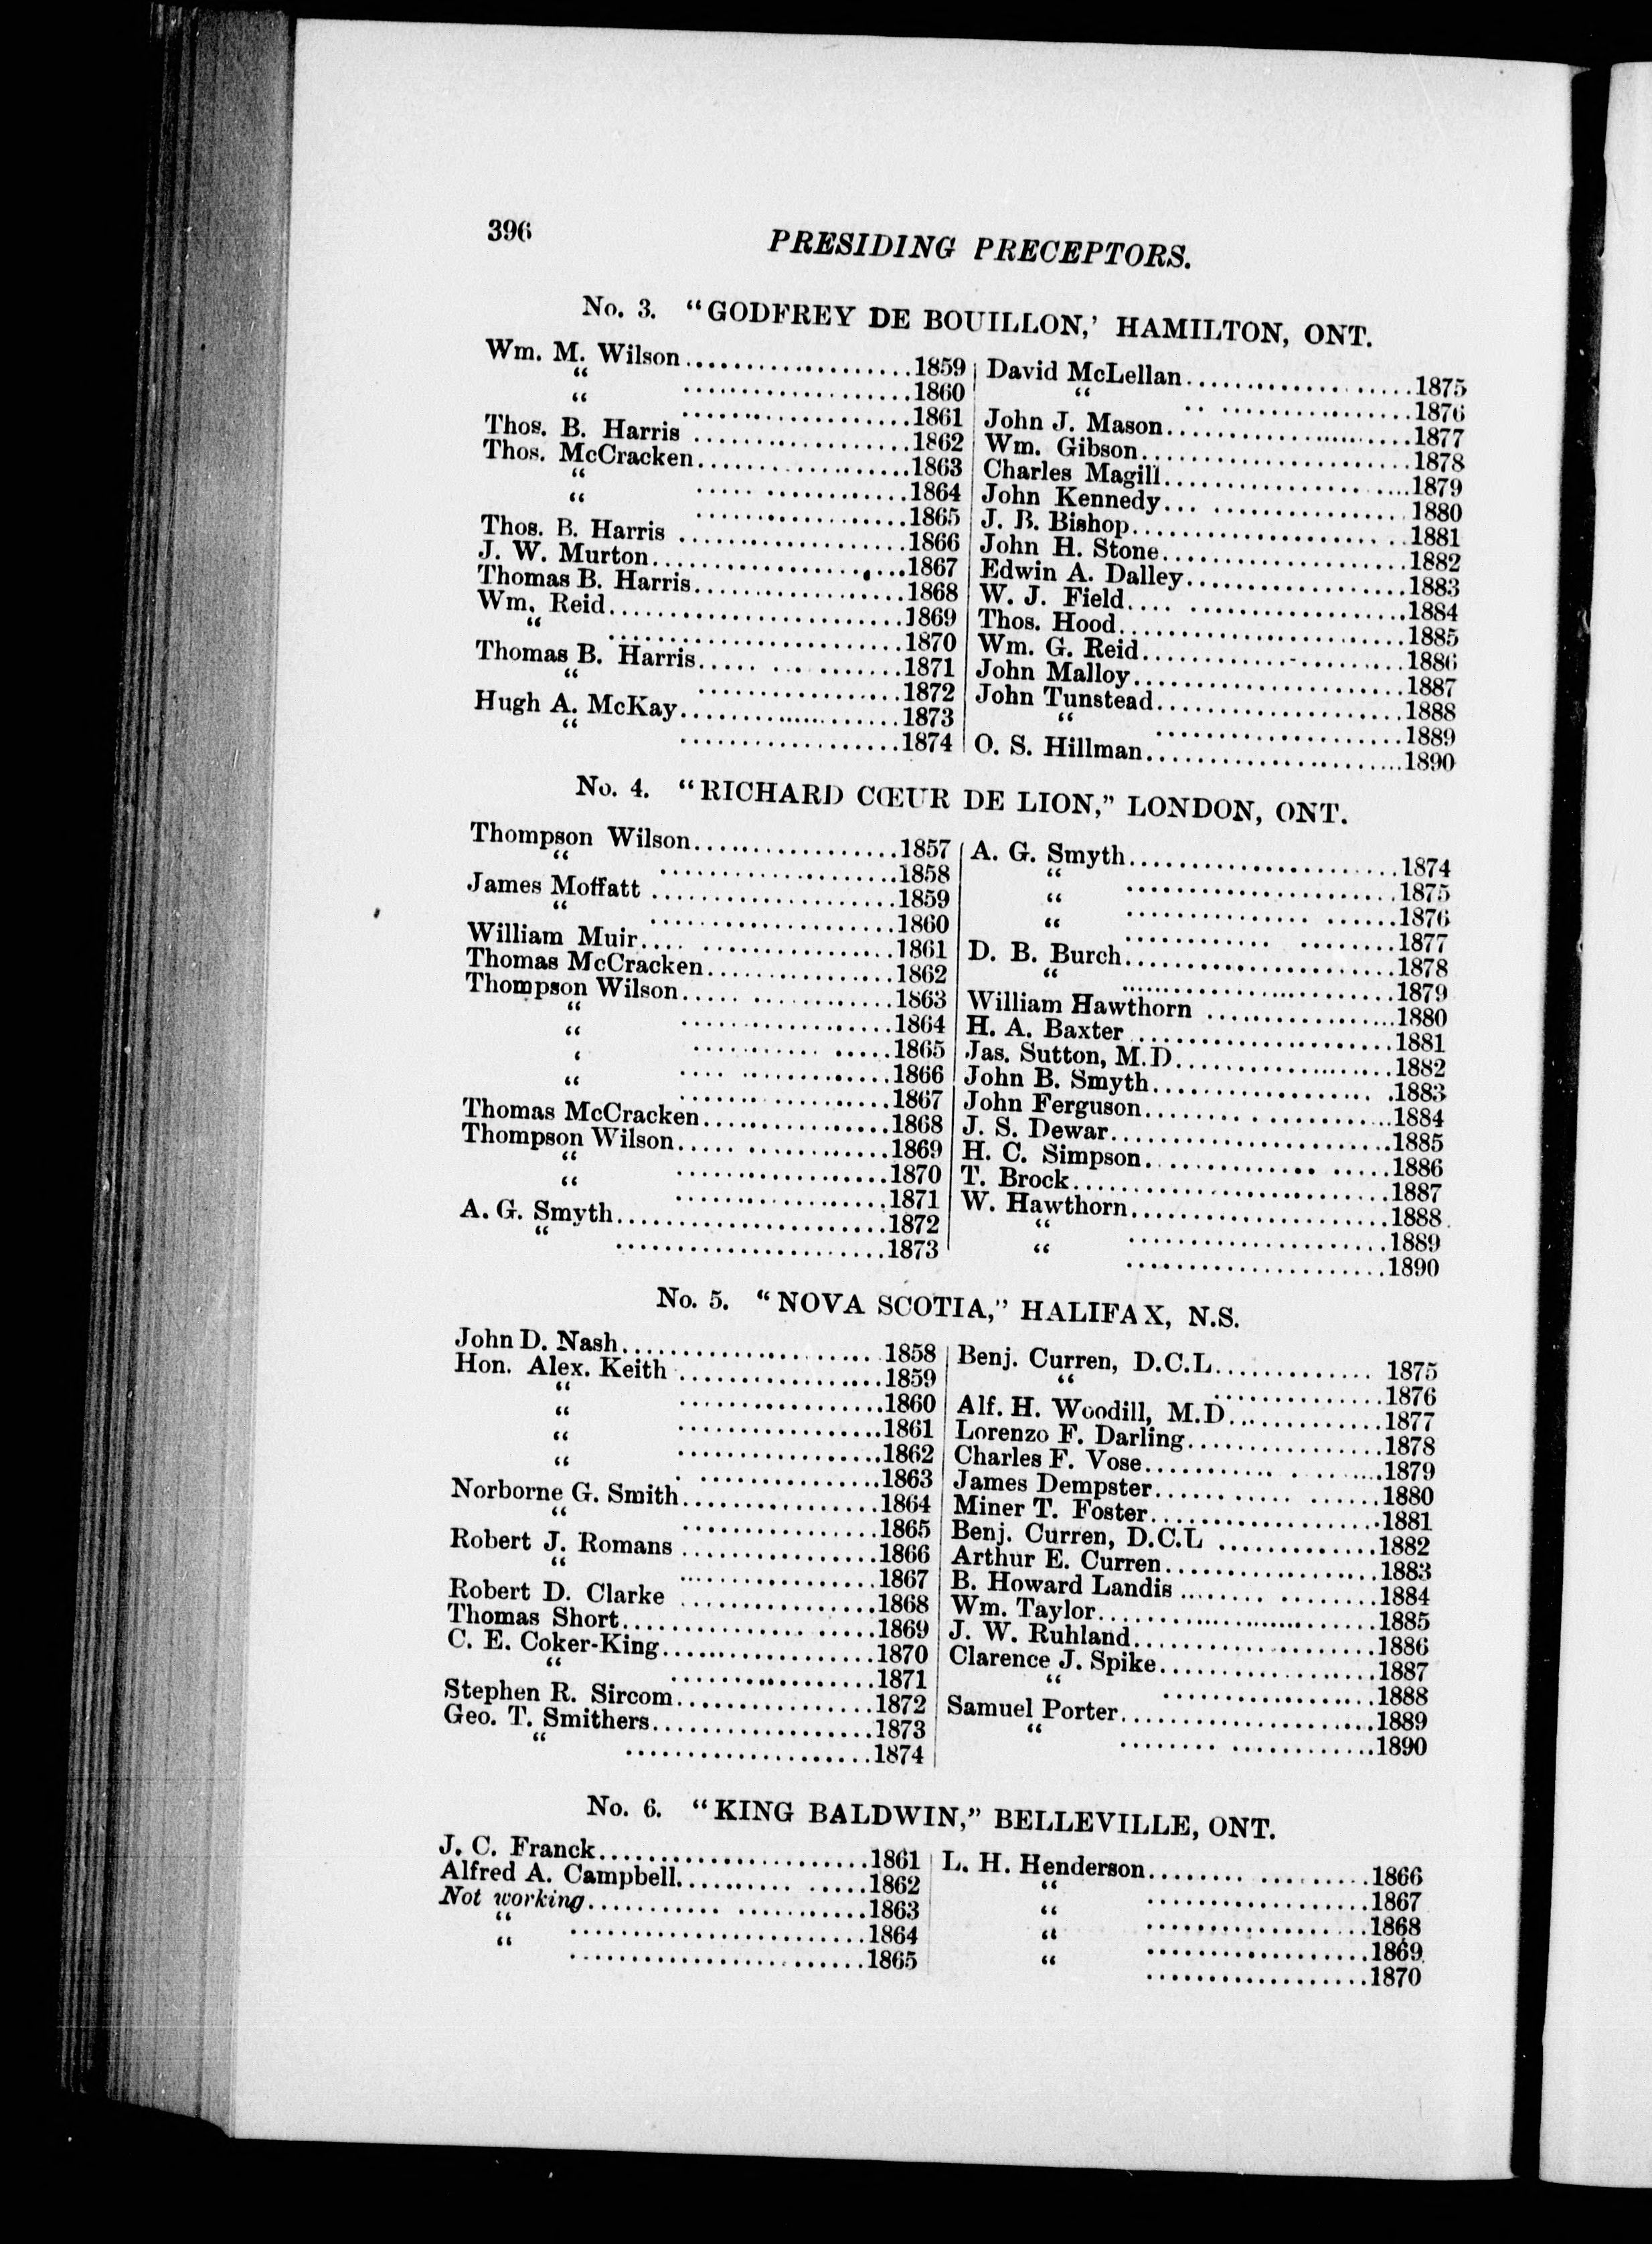 396
PRESIDING PRECEPTORS.
No. 3. "GODFREY DE BOUILLON,' HAMILTON, ONT.
Wm. M. Wilson....................1859
“ ....................1860
“ ....................1861
Thos. B. Harris ....................1862
Thos. McCracken....................1863
“ ....................1864
“ ....................1865
Thos. B. Harris ....................1866
J. W. Murton....................1867
Thomas B. Harris....................1868
Wm. Reid....................1869
“ ....................1870
Thomas B. Harris....................1871
“ ....................1872
Hugh A. McKay....................1873
“ ....................1874
David McLellan....................1875
“ ....................1876
John J. Mason....................1877
Wm. Gibson....................1878
Charles Magill....................1879
John Kennedy....................1880
J. B. Bishop....................1881
John H. Stone....................1882
Edwin A. Dalley....................1883
W. J. Field....................1884
Thos. Hood....................1885
Wm. G. Reid....................1886
John Malloy....................1887
John Tunstead....................1888
“ ....................1889
O. S. Hillman....................1890
No. 4. "RICHARD CŒUR DE LION," LONDON, ONT.
Thompson Wilson....................1857
“ ....................1858
James Moffatt ....................1859
“ ....................1860
William Muir....................1861
Thomas McCracken....................1862
Thompson Wilson....................1863
“ ....................1864
“ ....................1865
‘ ....................1866
“ ....................1867
Thomas McCracken....................1868
Thompson Wilson....................1869
“ ....................1870
“ ....................1871
A. G. Smyth....................1872
“ ....................1873
A. G. Smyth....................1874
“ ....................1875
“ ....................1876
“ ....................1877
D. B. Burch....................1878
“ ....................1879
William Hawthorn ....................1880
H. A. Baxter ....................1881
Jas. Sutton, M.D....................1882
John B. Smyth....................1883
John Ferguson....................1884
J. S. Dewar....................1885
H. C. Simpson....................1886
T. Brock....................1887
W. Hawthorn....................1888
“ ....................1889
“ ....................1890
No. 5. "NOVA SCOTIA," HALIFAX, N.S.
John D. Nash....................1858
Hon. Alex. Keith ....................1859
“ ....................1860
“ ....................1861
“ ....................1862
“ ....................1863
Norborne G. Smith....................1864
“ ....................1865
Robert J. Romans ....................1866
“ ....................1867
Robert D. Clarke ....................1868
Thomas Short....................1869
C. E. Coker-King....................1870
“ ....................1871
Stephen R. Sircom....................1872
Geo. T. Smithers....................1873
“ ....................1874
Benj. Curren, D.C.L.............. 1875
“ ....................1876
Alf. H. Woodill, M.D....................1877
Lorenzo F. Darling....................1878
Charles F. Vose....................1879
James Dempster....................1880
Miner T. Foster....................1881
Benj. Curren, D.C.L ....................1882
Arthur E. Curren....................1883
B. Howard Landis ....................1884
Wm. Taylor....................1885
J. W. Ruhland....................1886
Clarence J. Spike....................1887
“ ....................1888
Samuel Porter....................1889
“ ....................1890
No. 6. "KING BALDWIN," BELLEVILLE, ONT.
J. C. Franck....................1861
Alfred A. Campbell....................1862
Not working....................1863
“ ....................1864
“ ....................1865
L. H. Henderson....................1866
“ ....................1867
“ ....................1868
“ ....................1869
“ ....................1870